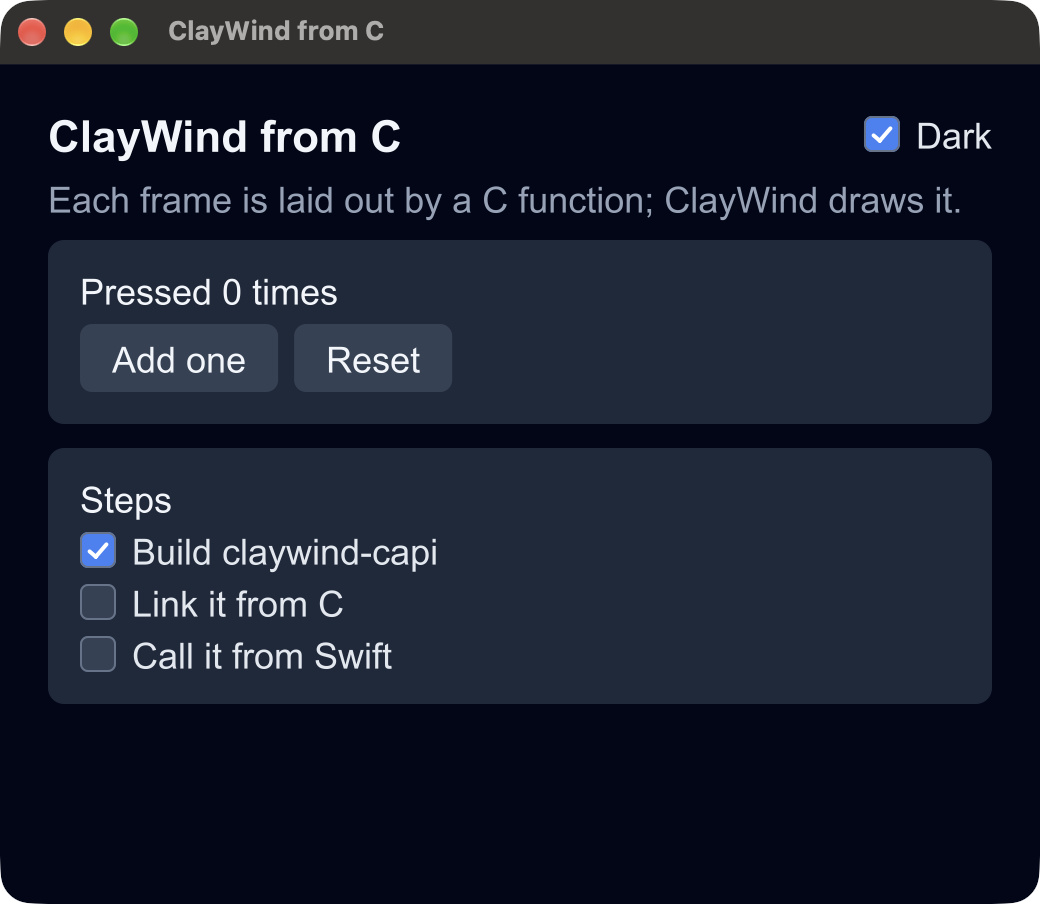 ClayWind from C
ClayWind from C
Dark
Each frame is laid out by a C function; ClayWind draws it.
Pressed 0 times
Add one
Reset
Steps
Build claywind-capi
Link it from C
Call it from Swift